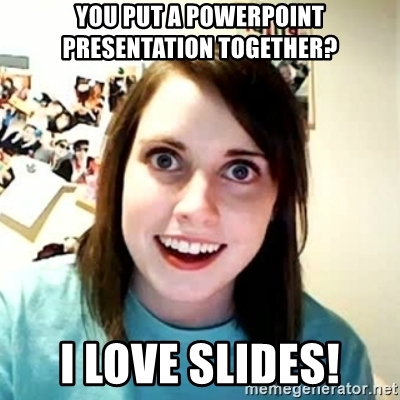 YOU PUT A POWERPOINT
PRESENTATION TOGETHER?
I LOVE SLIDES!
memegenerator.net